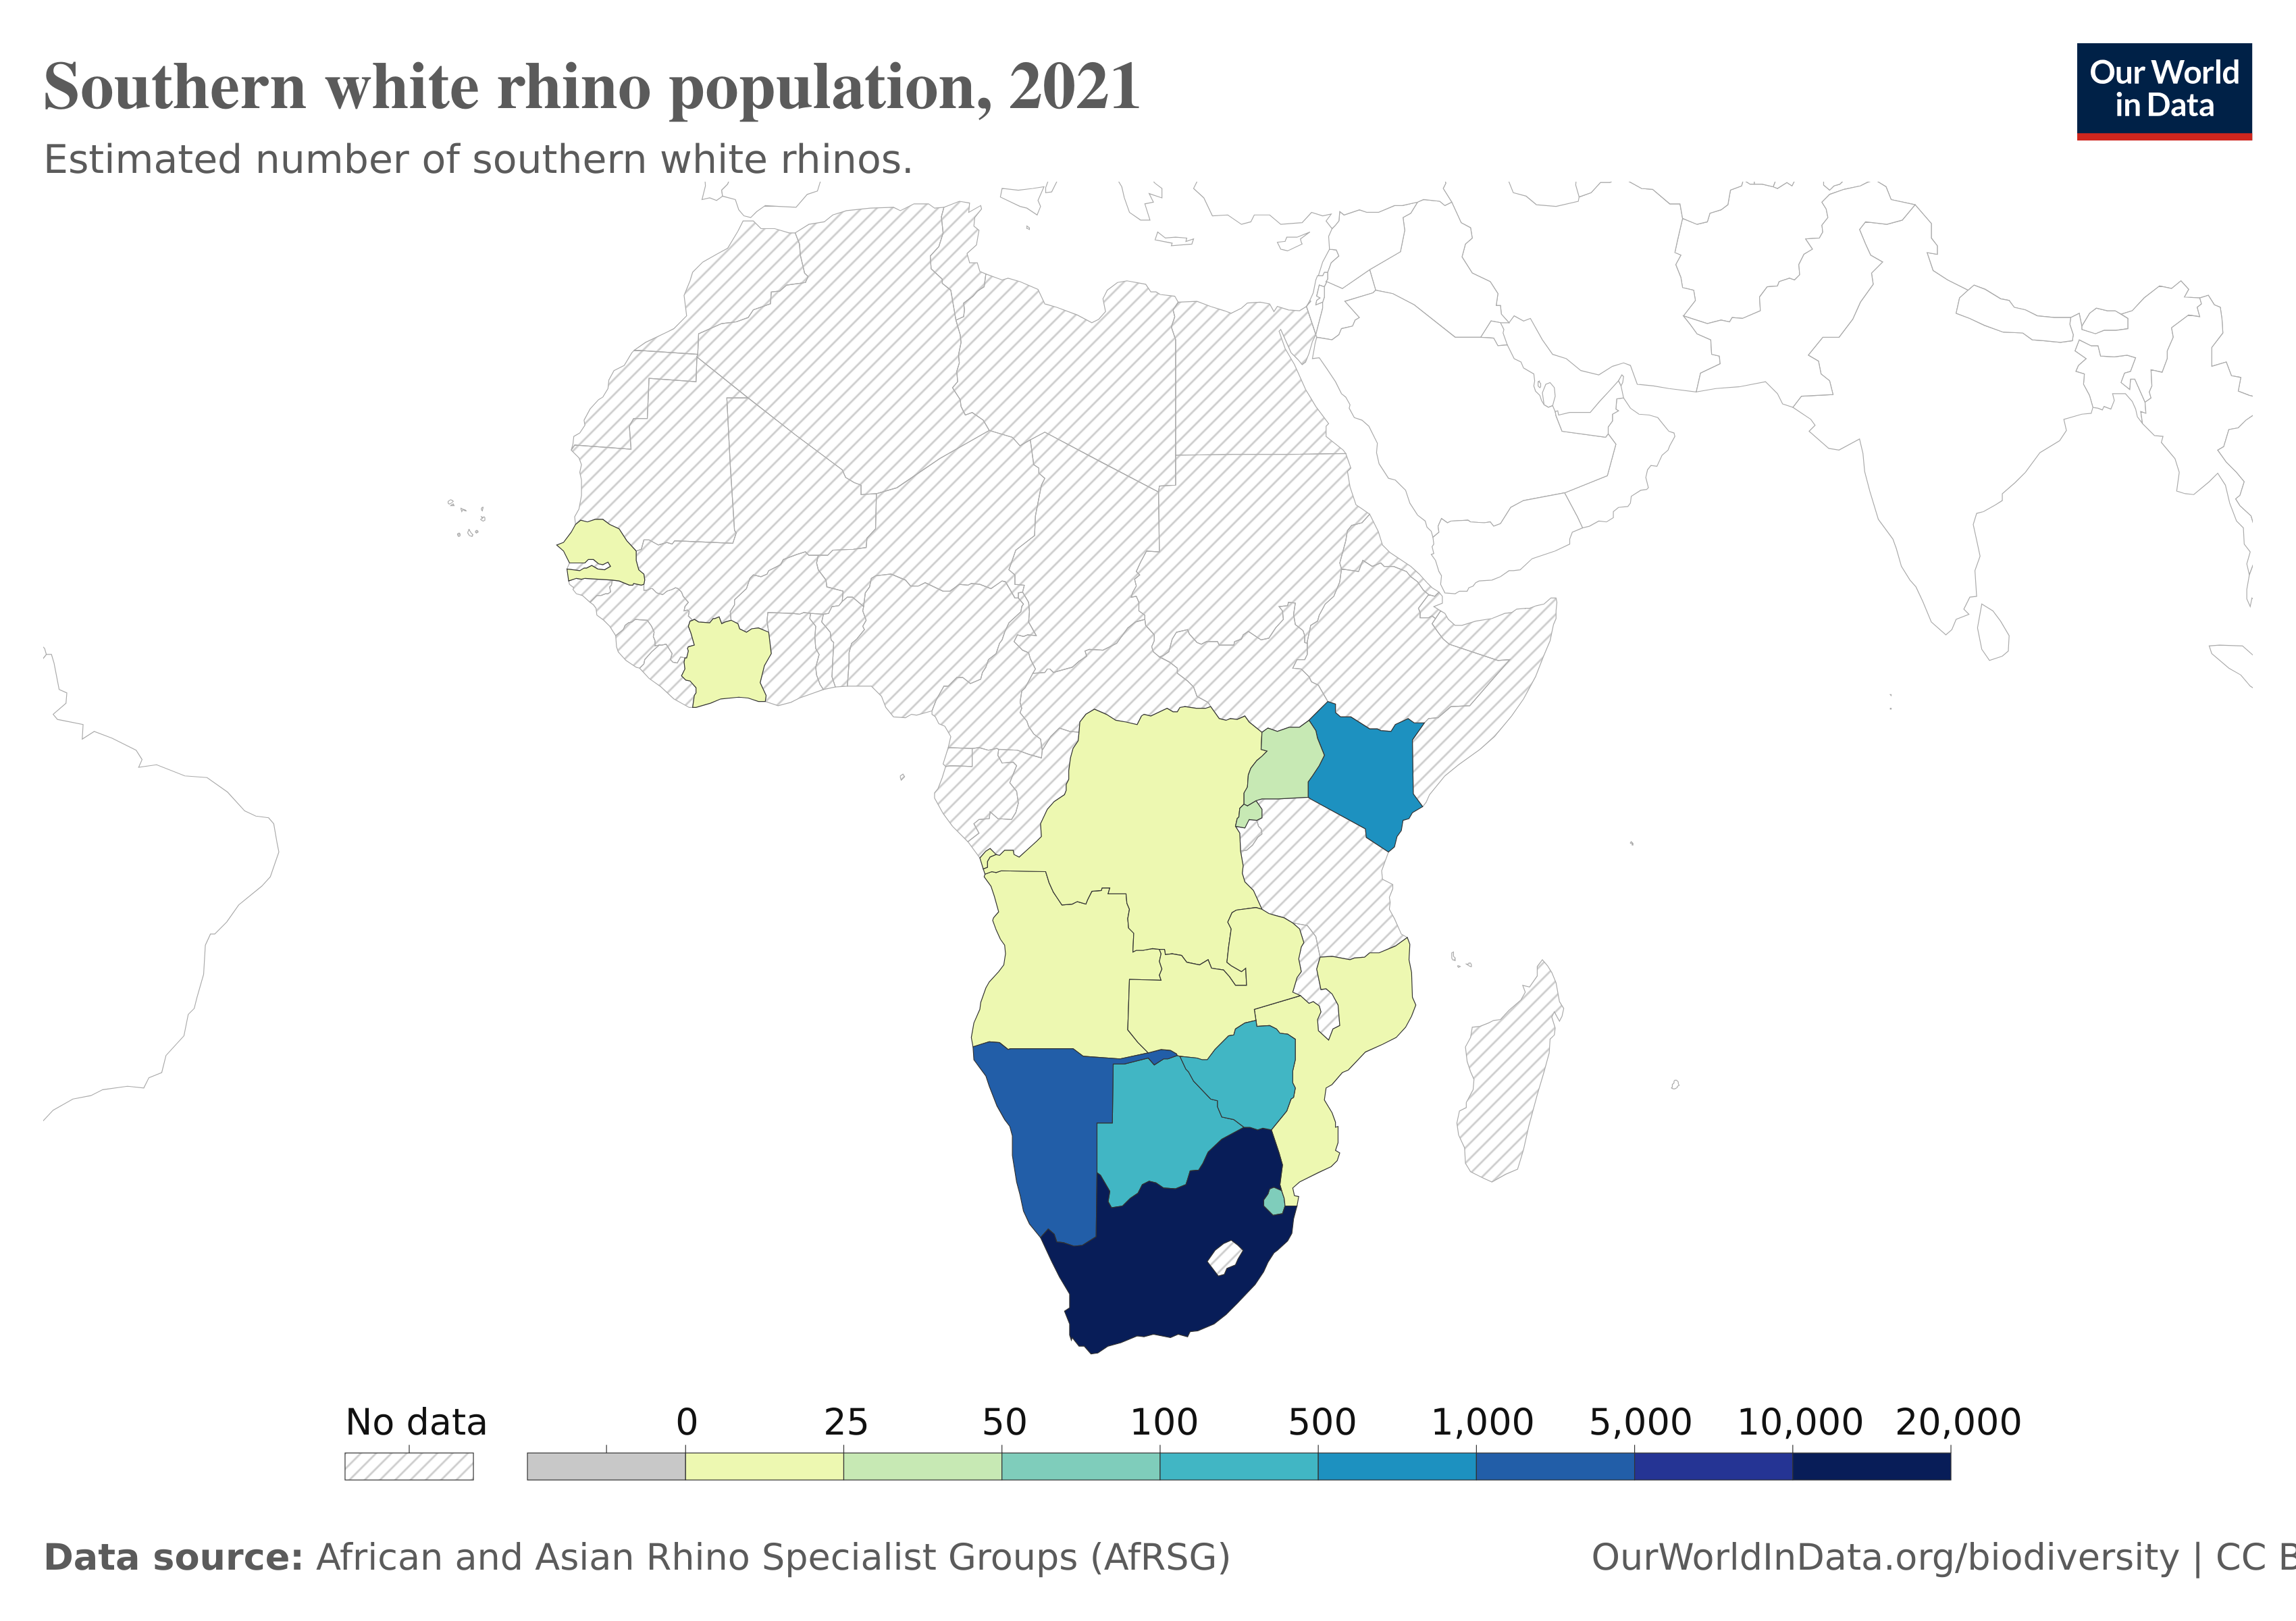 Southern white rhino population, 2021
Our World
in Data
Estimated number of southern white rhinos.
No data 0 25 50 100 500 1,000 5,000 10,000 20,000
Data source: African and Asian Rhino Specialist Groups (AfRSG) OurWorldInData.org/biodiversity | CC B